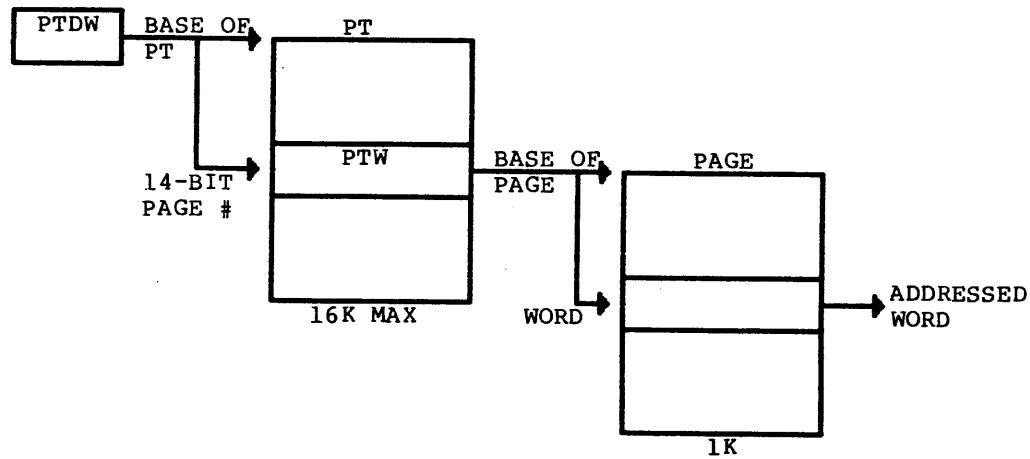 PTDW
BASE OF
PT
PT
PTW
14-BIT
PAGE #
16K MAX
BASE OF
PAGE
PAGE
WORD
ADDRESSED
WORD
1K